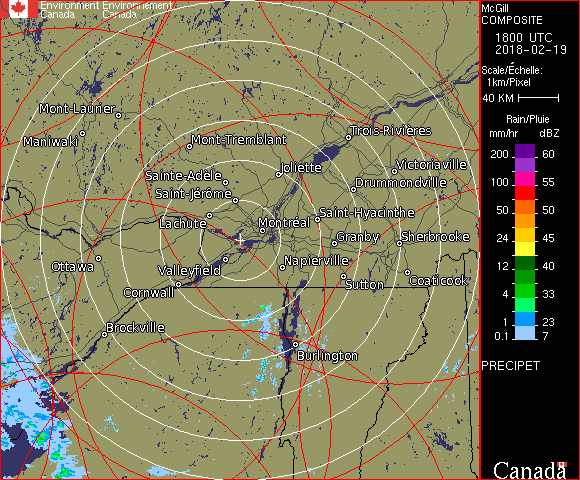 Environment Environnement
Canada Canada
McGill
COMPOSITE
1800 UTC
2018-02-19
Scale/Échelle:
1km/Pixel
40 KM
Rain/Pluie
mm/hr dBZ
200 60
100 55
50 50
24 45
12 40
4 33
2 30
1 23
0.1 7
PRECIPET
Canada
Mont-Laurier
Maniwaki
Mont-Tremblant
Trois-Rivières
Sainte-Adèle
Joliette
Victoriaville
Saint-Jérôme
Drummondville
Lachute
Montréal
Saint-Hyacinthe
Granby
Sherbrooke
Ottawa
Valleyfield
Napierville
Cornwall
Sutton
Coaticook
Brockville
Burlington